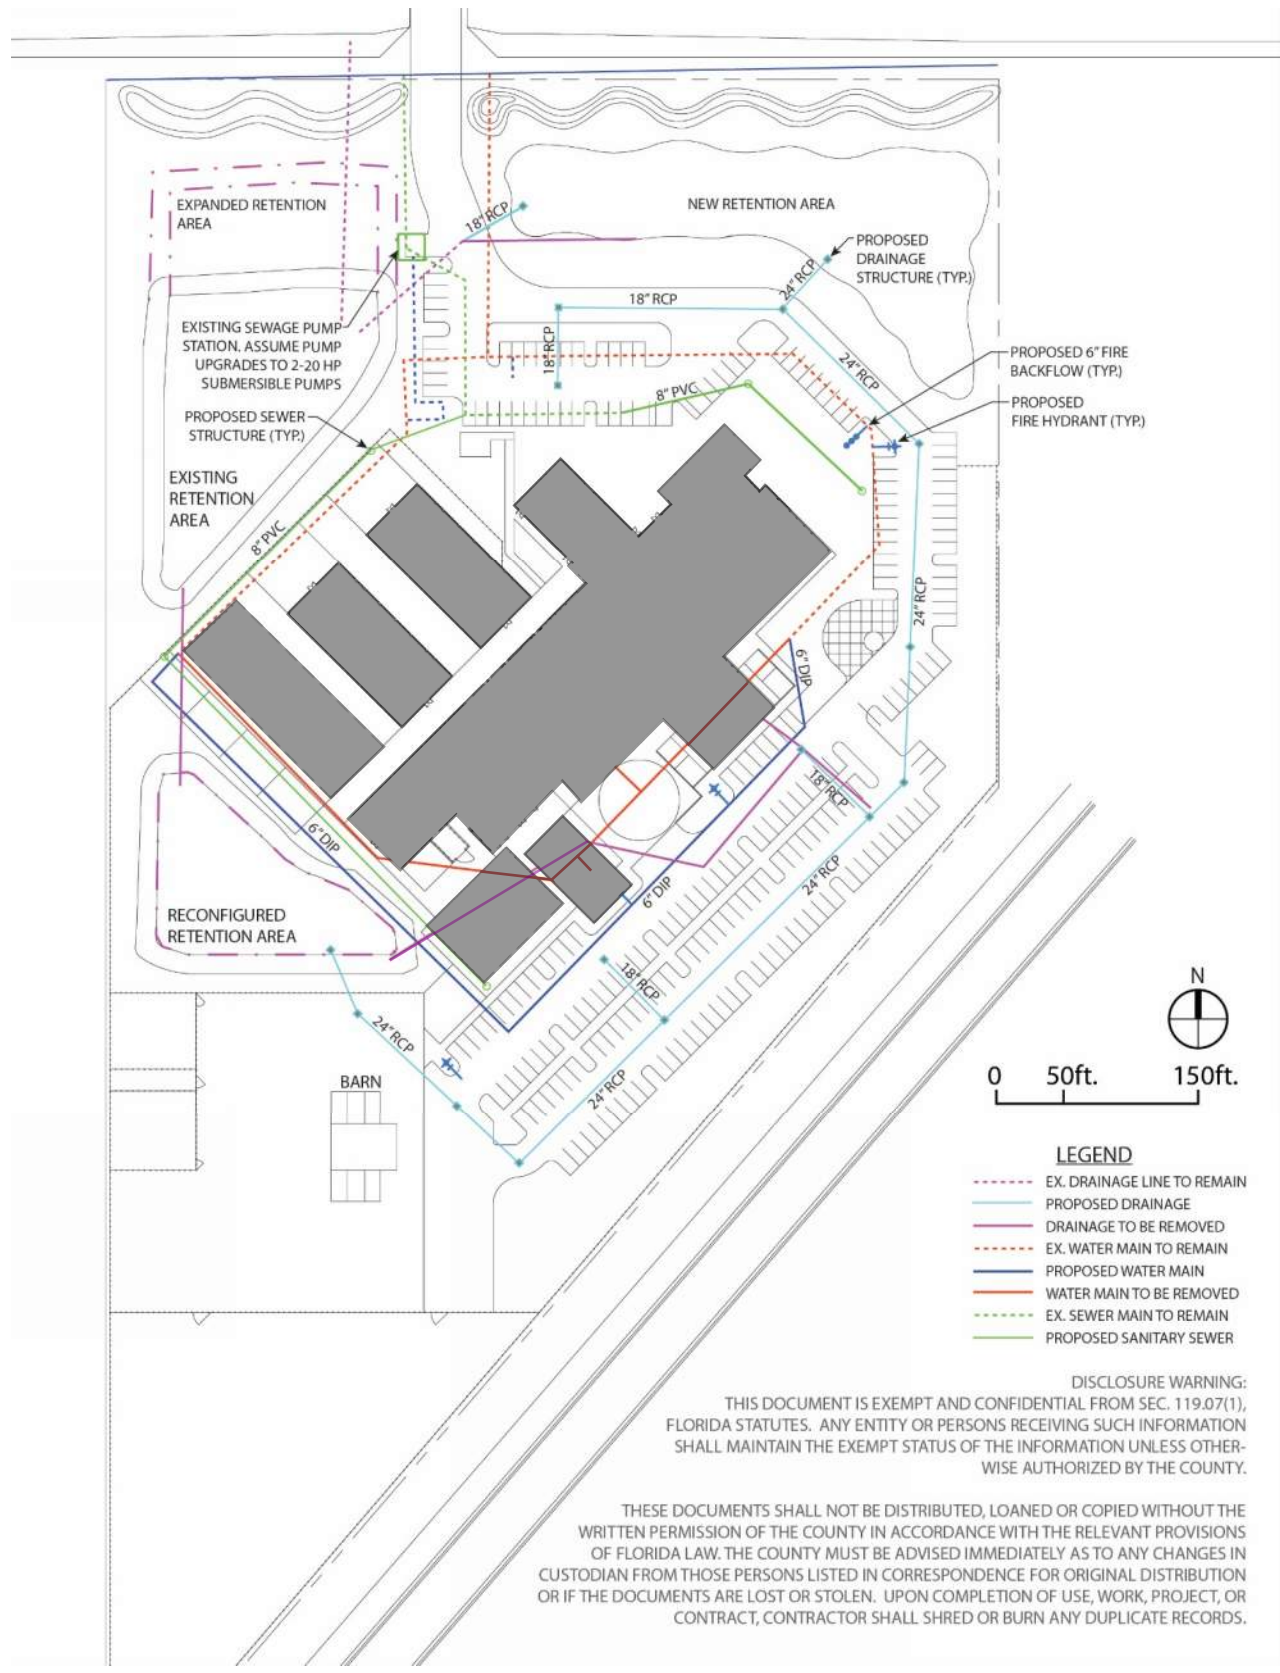 EXPANDED RETENTION
AREA
18" RCP
NEW RETENTION AREA
PROPOSED
DRAINAGE
STRUCTURE (TYP.)
24" RCP
18" RCP
EXISTING SEWAGE PUMP
STATION. ASSUME PUMP
UPGRADES TO 2-20 HP
SUBMERSIBLE PUMPS
18" RCP
24" RCP
PROPOSED 6" FIRE
BACKFLOW (TYP.)
8" PVC
PROPOSED
FIRE HYDRANT (TYP.)
PROPOSED SEWER
STRUCTURE (TYP.)
EXISTING
RETENTION
AREA
8" PVC
24" RCP
6" DIP
18" RCP
6" DIP
24" RCP
6" DIP
RECONFIGURED
RETENTION AREA
18" RCP
24" RCP
24" RCP
BARN
N
0 50ft. 150ft.
LEGEND
EX. DRAINAGE LINE TO REMAIN
PROPOSED DRAINAGE
DRAINAGE TO BE REMOVED
EX. WATER MAIN TO REMAIN
PROPOSED WATER MAIN
WATER MAIN TO BE REMOVED
EX. SEWER MAIN TO REMAIN
PROPOSED SANITARY SEWER
DISCLOSURE WARNING:
THIS DOCUMENT IS EXEMPT AND CONFIDENTIAL FROM SEC. 119.07(1),
FLORIDA STATUTES. ANY ENTITY OR PERSONS RECEIVING SUCH INFORMATION
SHALL MAINTAIN THE EXEMPT STATUS OF THE INFORMATION UNLESS OTHER-
WISE AUTHORIZED BY THE COUNTY.
THESE DOCUMENTS SHALL NOT BE DISTRIBUTED, LOANED OR COPIED WITHOUT THE
WRITTEN PERMISSION OF THE COUNTY IN ACCORDANCE WITH THE RELEVANT PROVISIONS
OF FLORIDA LAW. THE COUNTY MUST BE ADVISED IMMEDIATELY AS TO ANY CHANGES IN
CUSTODIAN FROM THOSE PERSONS LISTED IN CORRESPONDENCE FOR ORIGINAL DISTRIBUTION
OR IF THE DOCUMENTS ARE LOST OR STOLEN. UPON COMPLETION OF USE, WORK, PROJECT, OR
CONTRACT, CONTRACTOR SHALL SHRED OR BURN ANY DUPLICATE RECORDS.